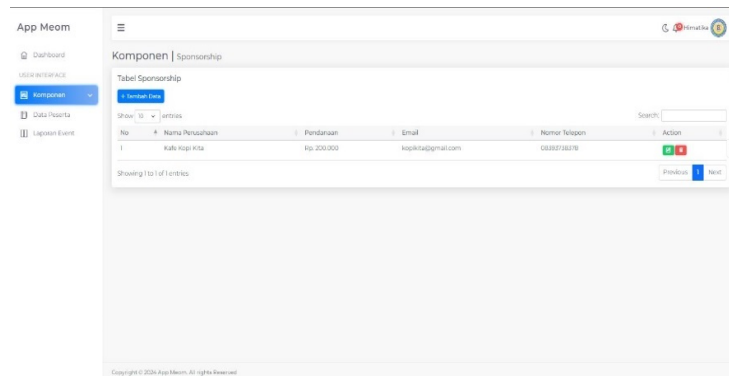 App Meom
Himatika
Dashboard
USER INTERFACE
Komponen
Data Peserta
Laporan Event
Komponen | Sponsorship
Tabel Sponsorship
+ Tambah Data
Show 10 entries
Search:
No Nama Perusahaan Pendanaan Email Nomor Telepon Action
1 Kafe Kopi Kita Rp. 200.000 kopikita@gmail.com
Showing 1 to 1 of 1 entries
Previous 1 Next
Copyright © 2024 App Meom. All rights Reserved